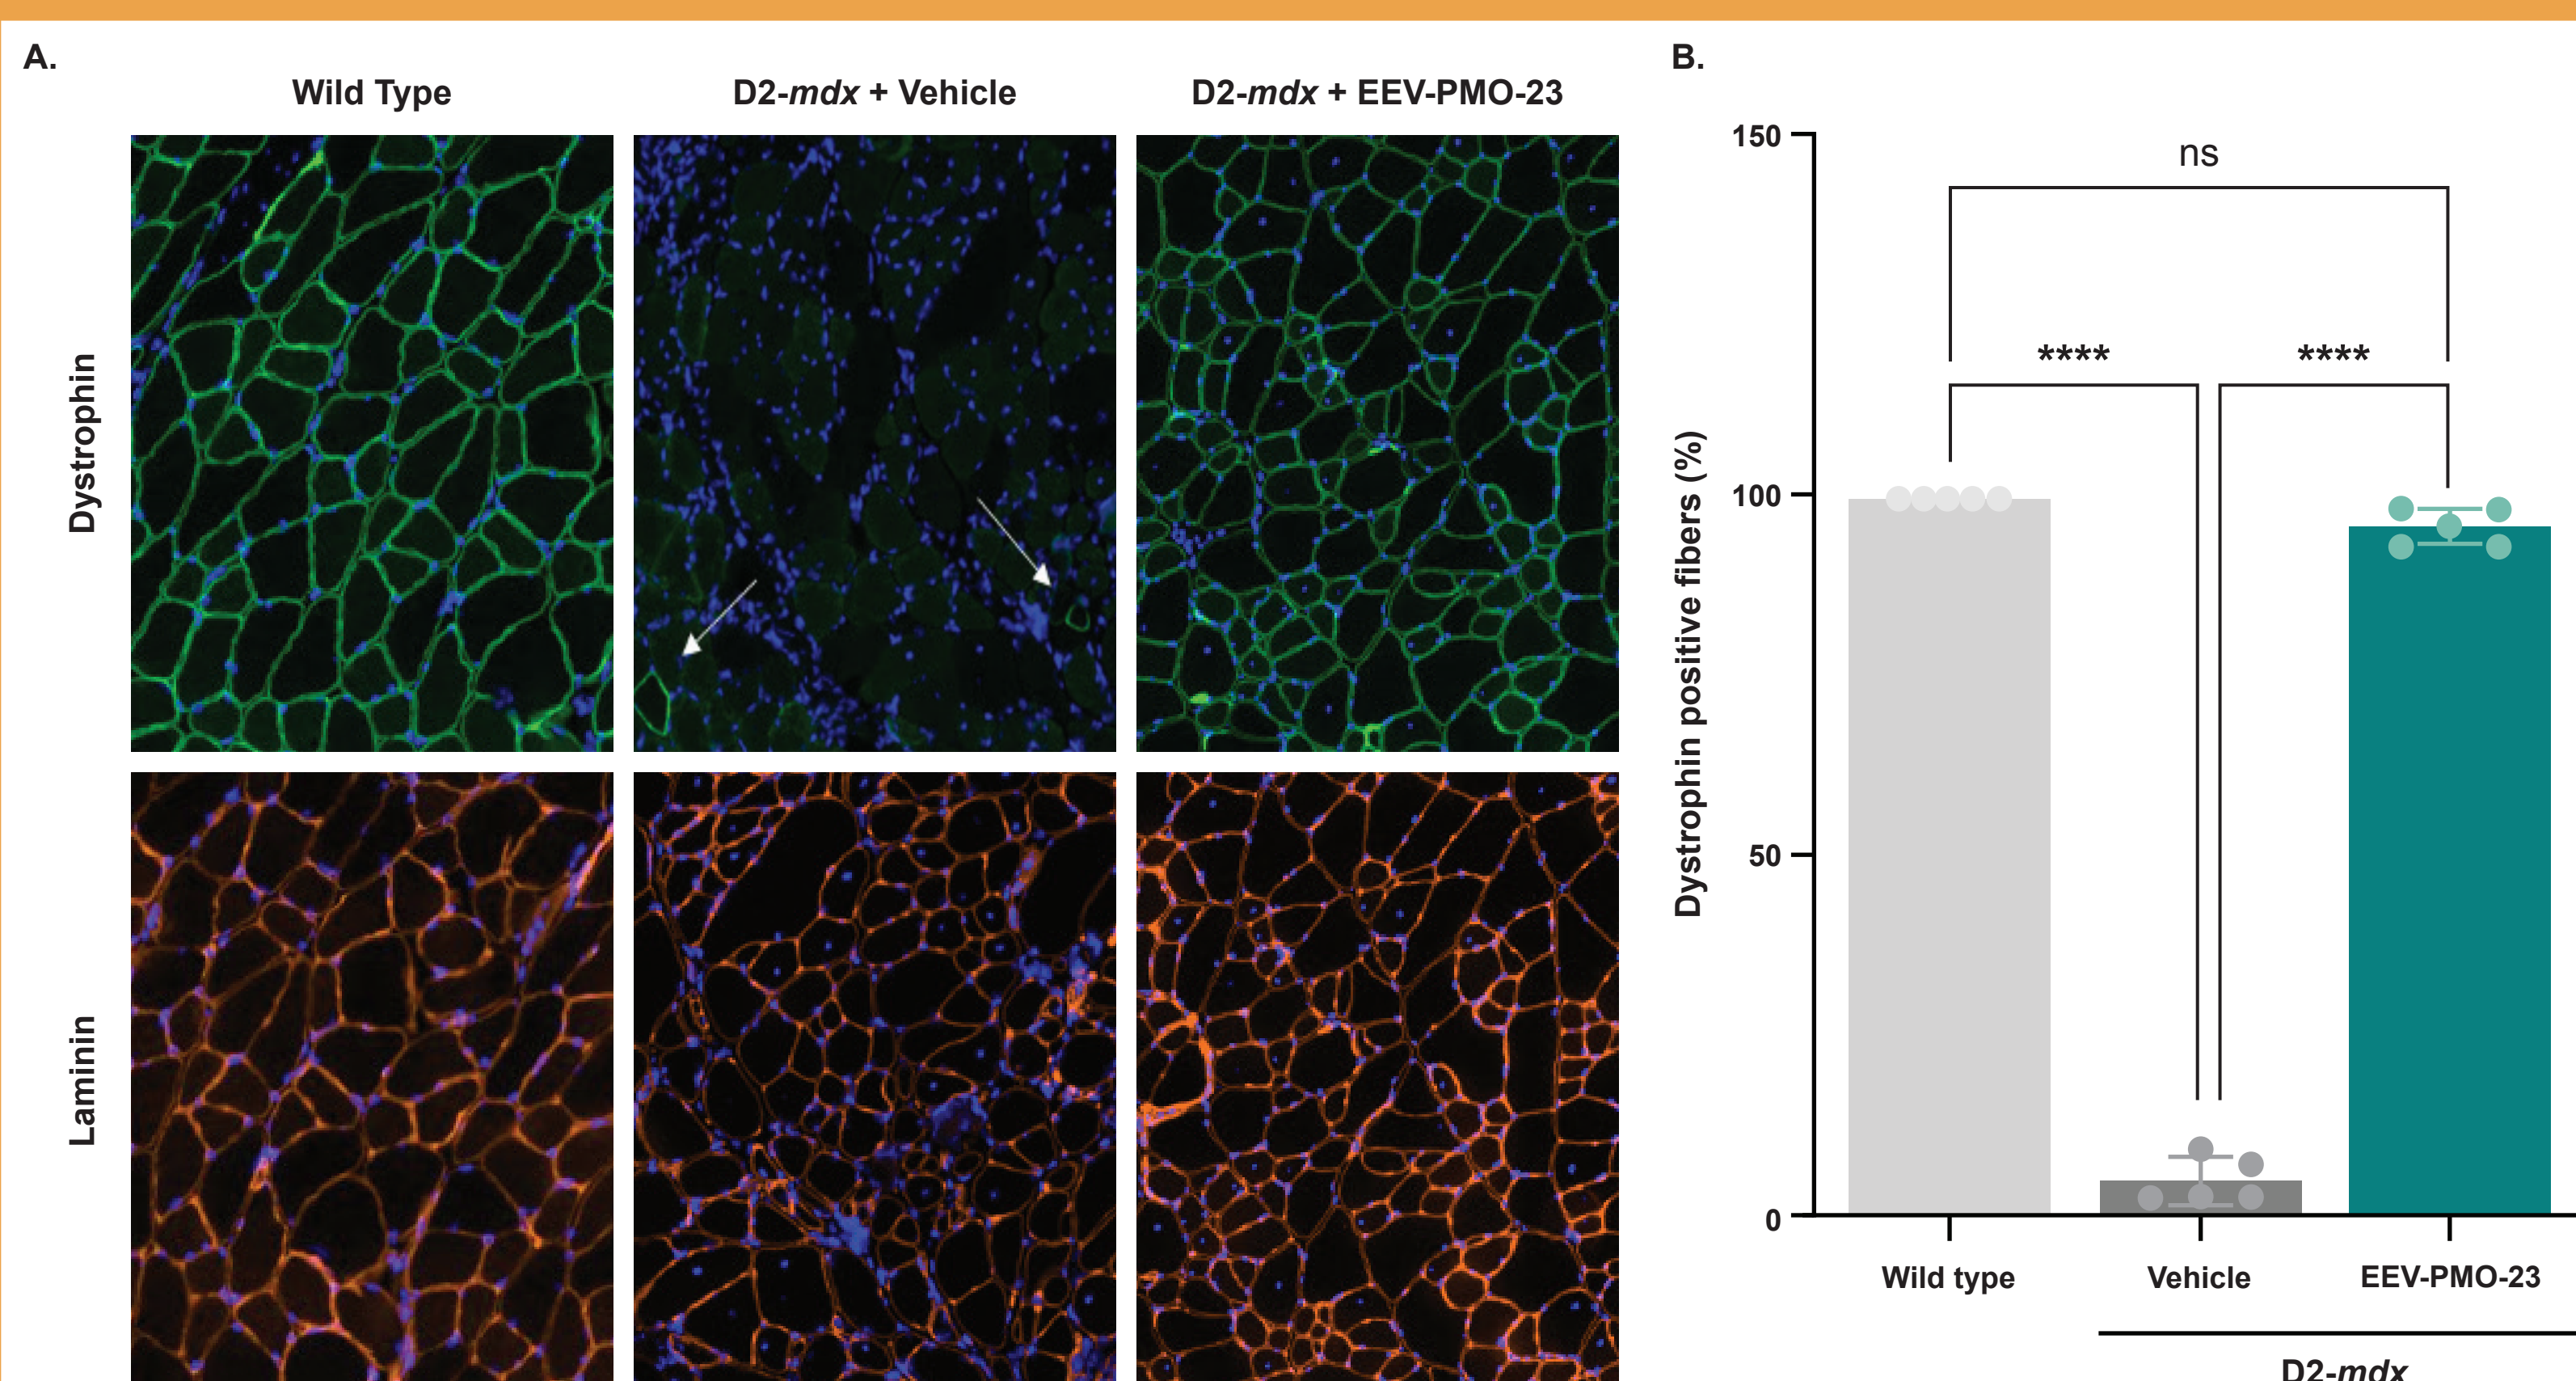 A.
Wild Type
D2-mdx + Vehicle
D2-mdx + EEV-PMO-23
Dystrophin
Laminin
B.
Dystrophin positive fibers (%)
150
100
50
0
ns
****
****
Wild type
Vehicle
EEV-PMO-23
D2-mdx